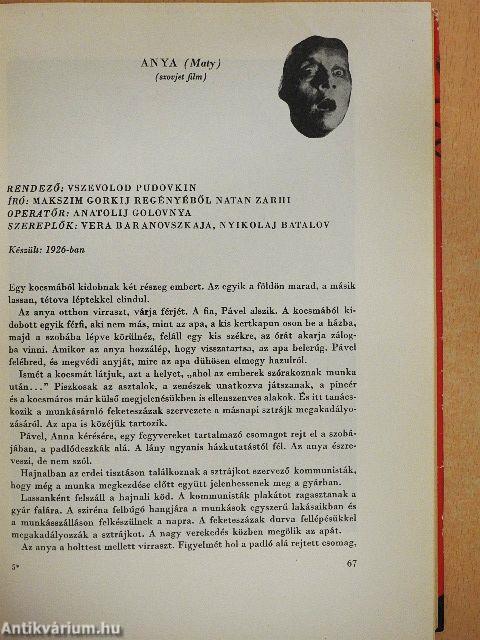 ANYA (Maty)
(szovjet film)
RENDEZŐ: VSZEVOLOD PUDOVKIN
ÍRÓ: MAKSZIM GORKIJ REGÉNYÉBŐL NATAN ZARHI
OPERATŐR: ANATOLIJ GOLOVNYA
SZEREPLŐK: VERA BARANOVSZKAJA, NYIKOLAJ BATALOV
Készült: 1926-ban
Egy kocsmából kidobnak két részeg embert. Az egyik a földön marad, a másik
lassan, tétova léptekkel elindul.
Az anya otthon virraszt, várja férjét. A fia, Pável alszik. A kocsmából ki-
dobott egyik férfi, aki nem más, mint az apa, a kis kertkapun oson be a házba,
majd a szobába lépve körülnéz, feláll egy kis székre, az órát akarja zálog-
ba vinni. Amikor az anya hozzálép, hogy visszatartsa, az apa belerúg. Pável
felébred, és megvédi anyját, mire az apa dühösen elmegy hazulról.
Ismét a kocsmát látjuk, azt a helyet, „ahol az emberek szórakoznak munka
után...” Piszkosak az asztalok, a zenészek unatkozva játszanak, a pincér
és a kocsmáros már külső megjelenésükben is ellenszenves alakok. És itt tanács-
kozik a munkásáruló feketeszázak szervezete a másnapi sztrájk megakadályo-
zásáról. Az apa is közéjük tartozik.
Pável, Anna kérésére, egy fegyvereket tartalmazó csomagot rejt el a szobá-
jában, a padlódeszkák alá. A lány ugyanis házkutatástól fél. Az anya észre-
veszi, de nem szól.
Hajnalban az erdei tisztáson találkoznak a sztrájkot szervező kommunisták,
hogy még a munka megkezdése előtt együtt jelenhessenek meg a gyárban.
Lassanként felszáll a hajnali köd. A kommunisták plakátot ragasztanak a
gyár falára. A sziréna felbúgó hangjára a munkások egyszerű lakásaikban és
a munkásszálláson felkészülnek a napra. A feketeszázak durva fellépésükkel
megakadályozzák a sztrájkot. A nagy verekedés közben megölik az apát.
Az anya a holttest mellett virraszt. Figyelmét hol a padló alá rejtett csomag,
5*
67
Antikvárium.hu